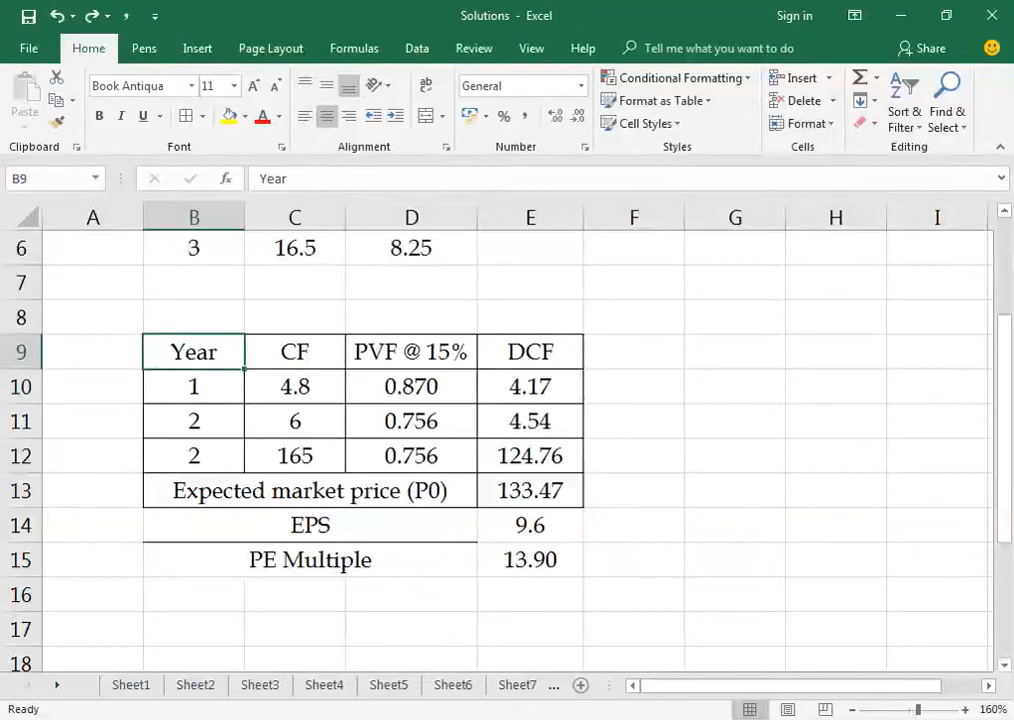 Solutions - Excel
Sign in
File Home Pens Insert Page Layout Formulas Data Review View Help Tell me what you want to do Share
Paste
Book Antiqua 11
General
Conditional Formatting
Format as Table
Cell Styles
Insert
Delete
Format
Sort & Filter
Find & Select
Clipboard Font Alignment Number Styles Cells Editing
B9 fx Year
A B C D E F G H I
6 3 16.5 8.25
7
8
9 Year CF PVF @ 15% DCF
10 1 4.8 0.870 4.17
11 2 6 0.756 4.54
12 2 165 0.756 124.76
13 Expected market price (P0) 133.47
14 EPS 9.6
15 PE Multiple 13.90
16
17
18
Sheet1 Sheet2 Sheet3 Sheet4 Sheet5 Sheet6 Sheet7 ...
Ready 160%